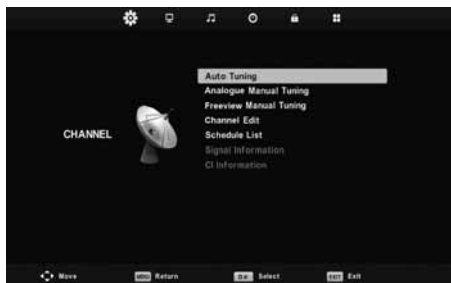 Auto Tuning
Analogue Manual Tuning
Freeview Manual Tuning
Channel Edit
CHANNEL
Schedule List
Signal Information
CI Information
Move
MENU Return
OK Select
EXIT Exit